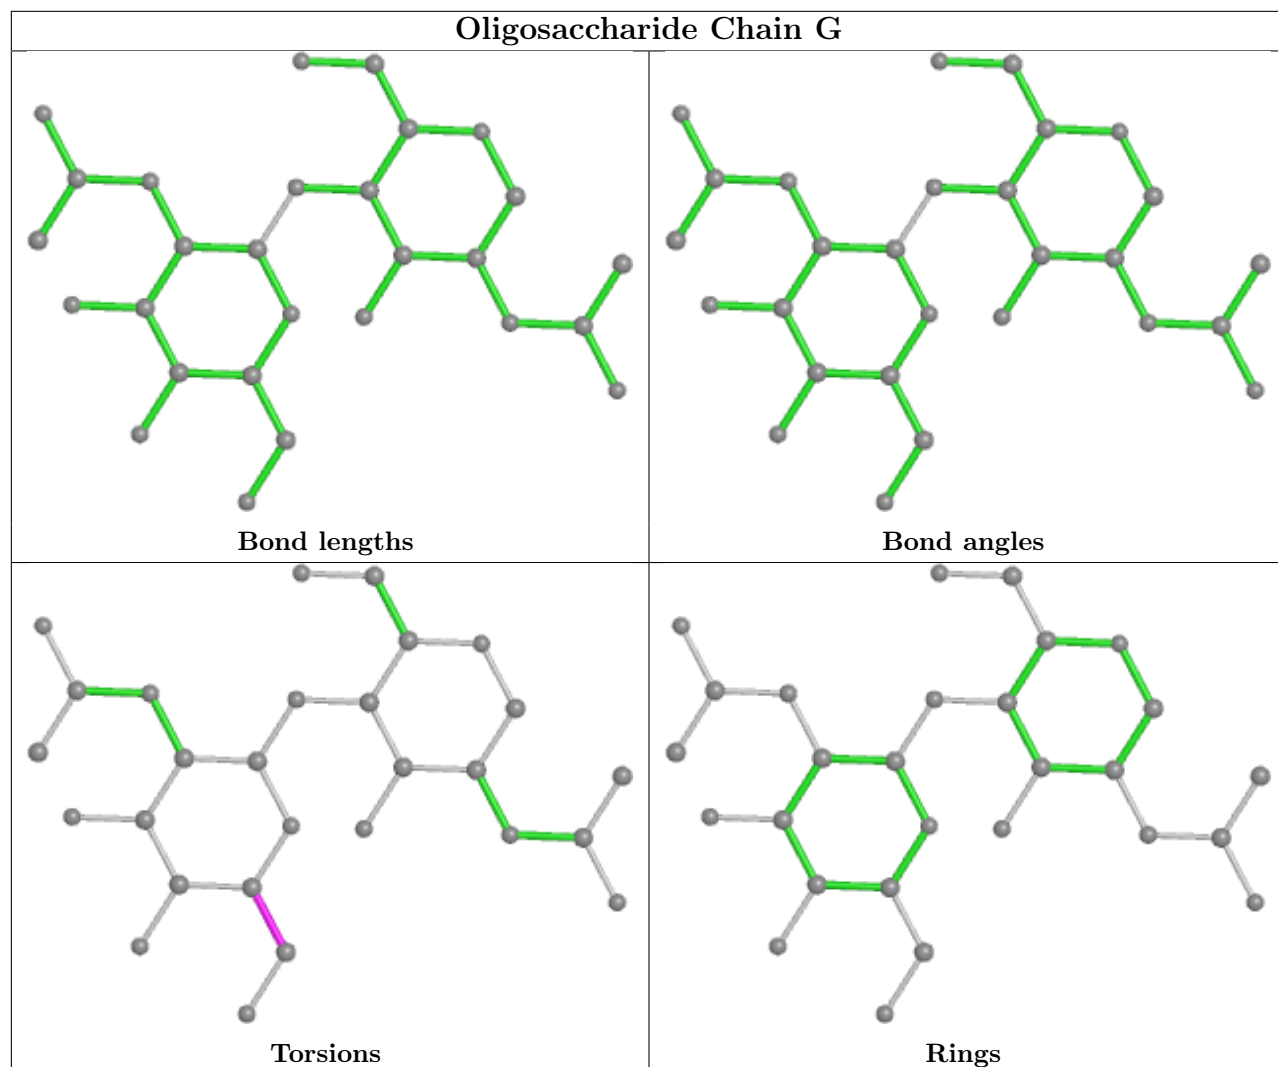 Oligosaccharide Chain G
Bond lengths
Bond angles
Torsions
Rings